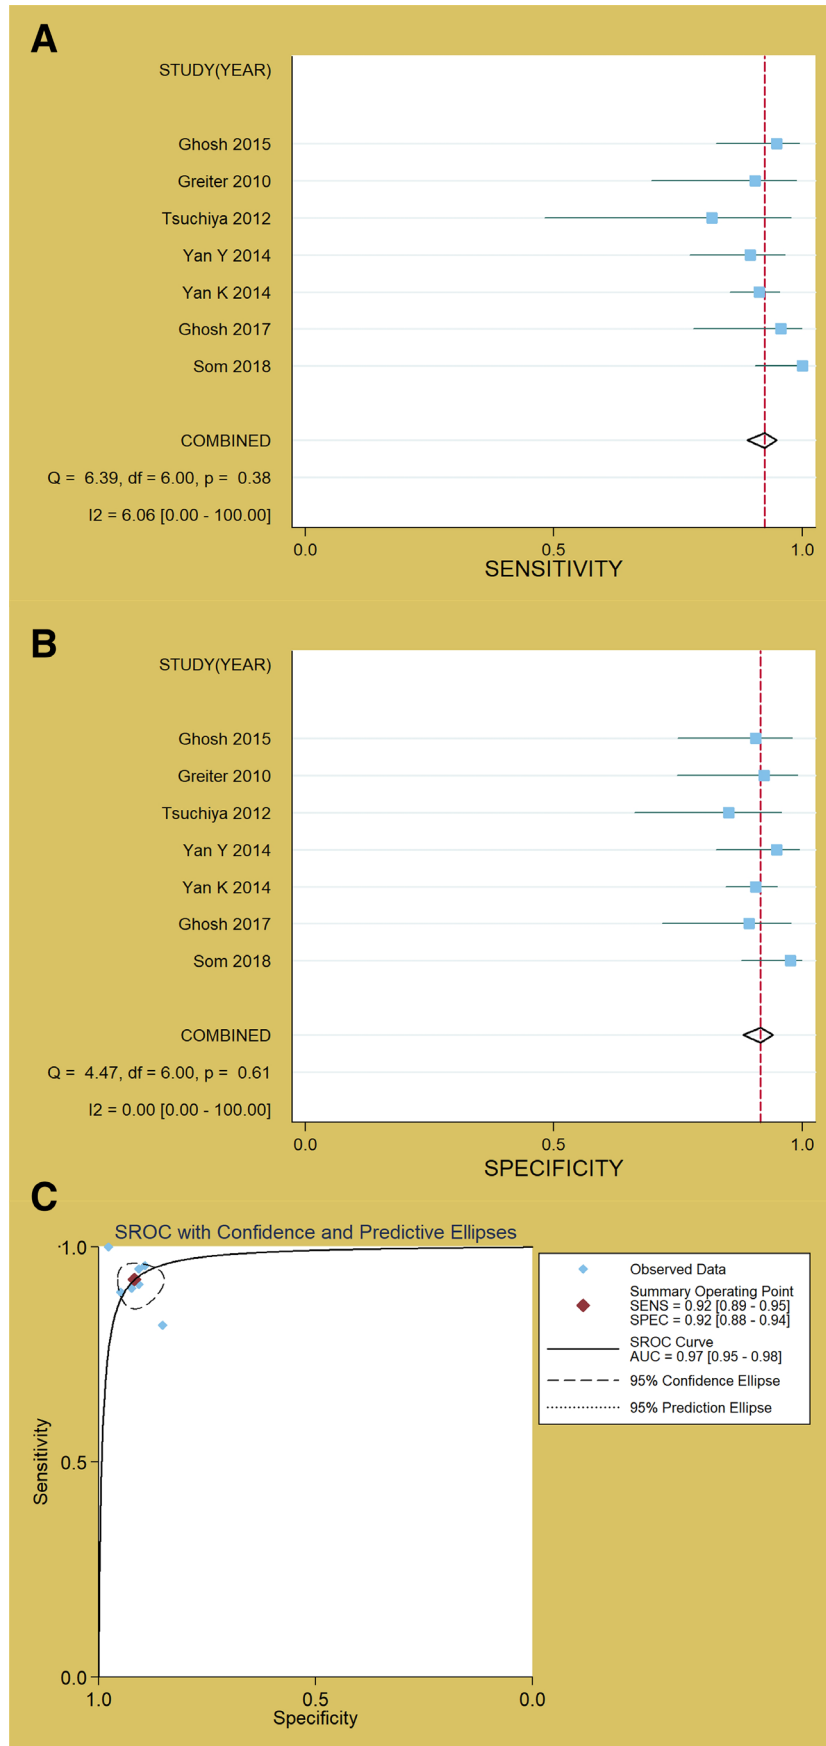 A
STUDY(YEAR)
Ghosh 2015
Greiter 2010
Tsuchiya 2012
Yan Y 2014
Yan K 2014
Ghosh 2017
Som 2018
COMBINED
Q = 6.39, df = 6.00, p = 0.38
I2 = 6.06 [0.00 - 100.00]
0.0 0.5 1.0
SENSITIVITY
B
STUDY(YEAR)
Ghosh 2015
Greiter 2010
Tsuchiya 2012
Yan Y 2014
Yan K 2014
Ghosh 2017
Som 2018
COMBINED
Q = 4.47, df = 6.00, p = 0.61
I2 = 0.00 [0.00 - 100.00]
0.0 0.5 1.0
SPECIFICITY
C
SROC with Confidence and Predictive Ellipses
1.0
0.5
0.0
Sensitivity
1.0 0.5 0.0
Specificity
Observed Data
Summary Operating Point
SENS = 0.92 [0.89 - 0.95]
SPEC = 0.92 [0.88 - 0.94]
SROC Curve
AUC = 0.97 [0.95 - 0.98]
95% Confidence Ellipse
95% Prediction Ellipse